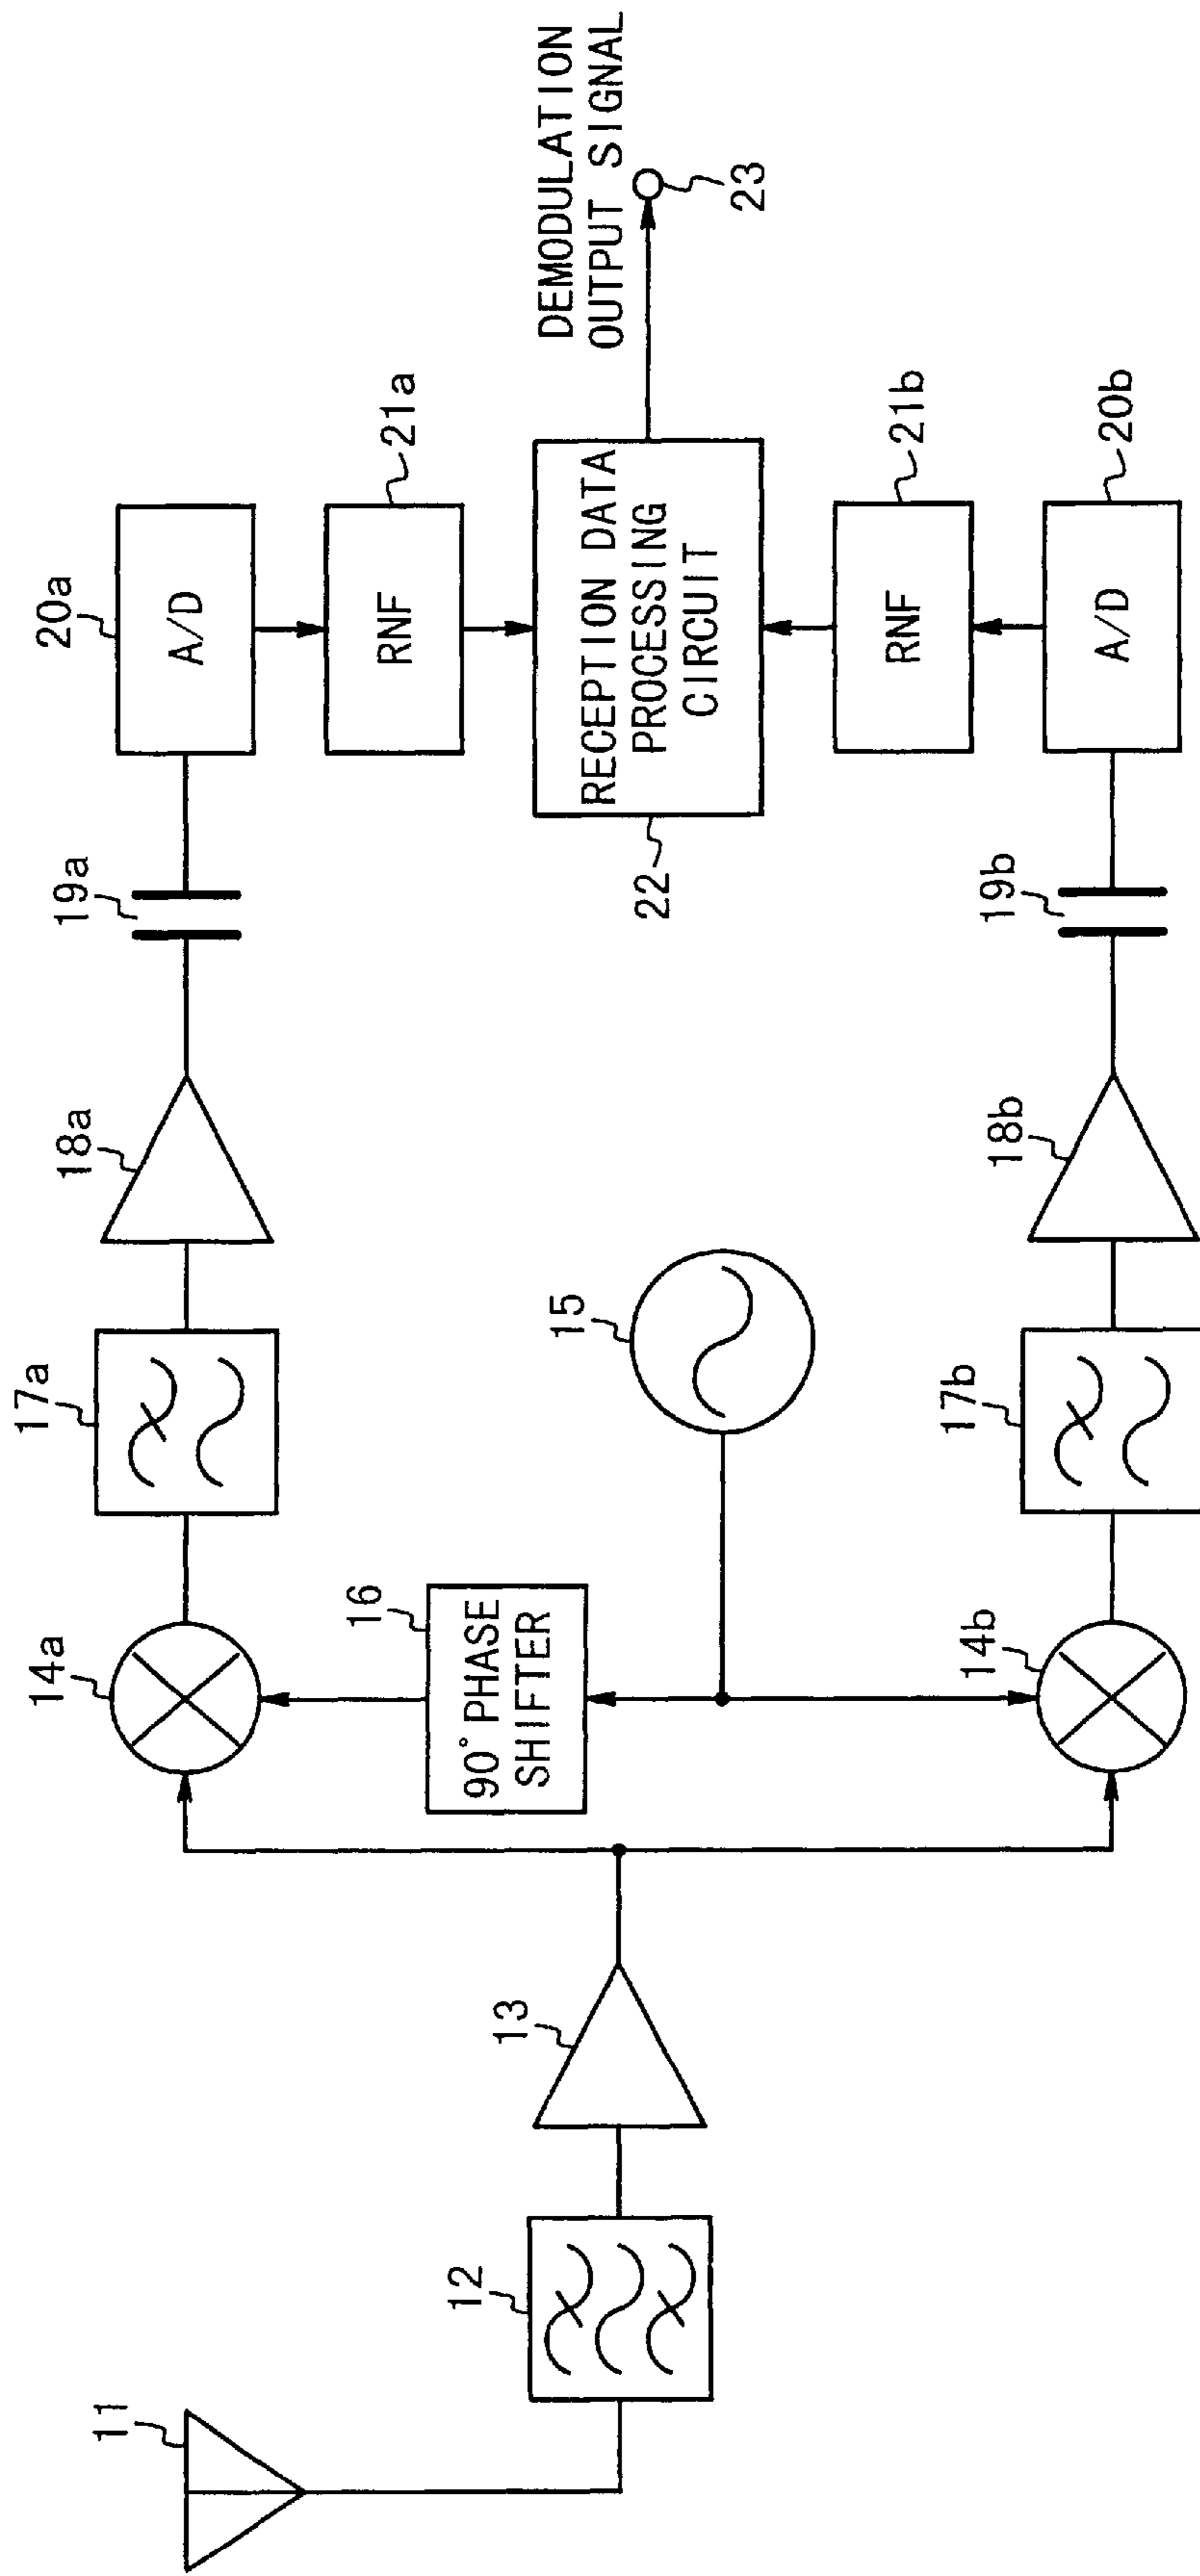 11
12
13
14a
16
90° PHASE
SHIFTER
15
14b
17a
17b
18a
18b
19a
19b
20a
A/D
21a
RNF
22
RECEPTION DATA
PROCESSING
CIRCUIT
DEMODULATION
OUTPUT SIGNAL
23
21b
RNF
20b
A/D